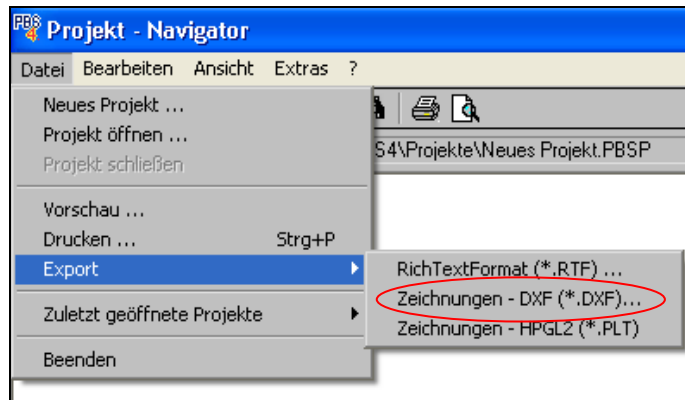 PBS 4 Projekt - Navigator
Datei Bearbeiten Ansicht Extras ?
Neues Projekt ...
Projekt öffnen ...
S4\Projekte\Neues Projekt.PBSP
Projekt schließen
Vorschau ...
Drucken ... Strg+P
Export
RichTextFormat (*.RTF) ...
Zeichnungen - DXF (*.DXF)...
Zuletzt geöffnete Projekte
Zeichnungen - HPGL2 (*.PLT)
Beenden